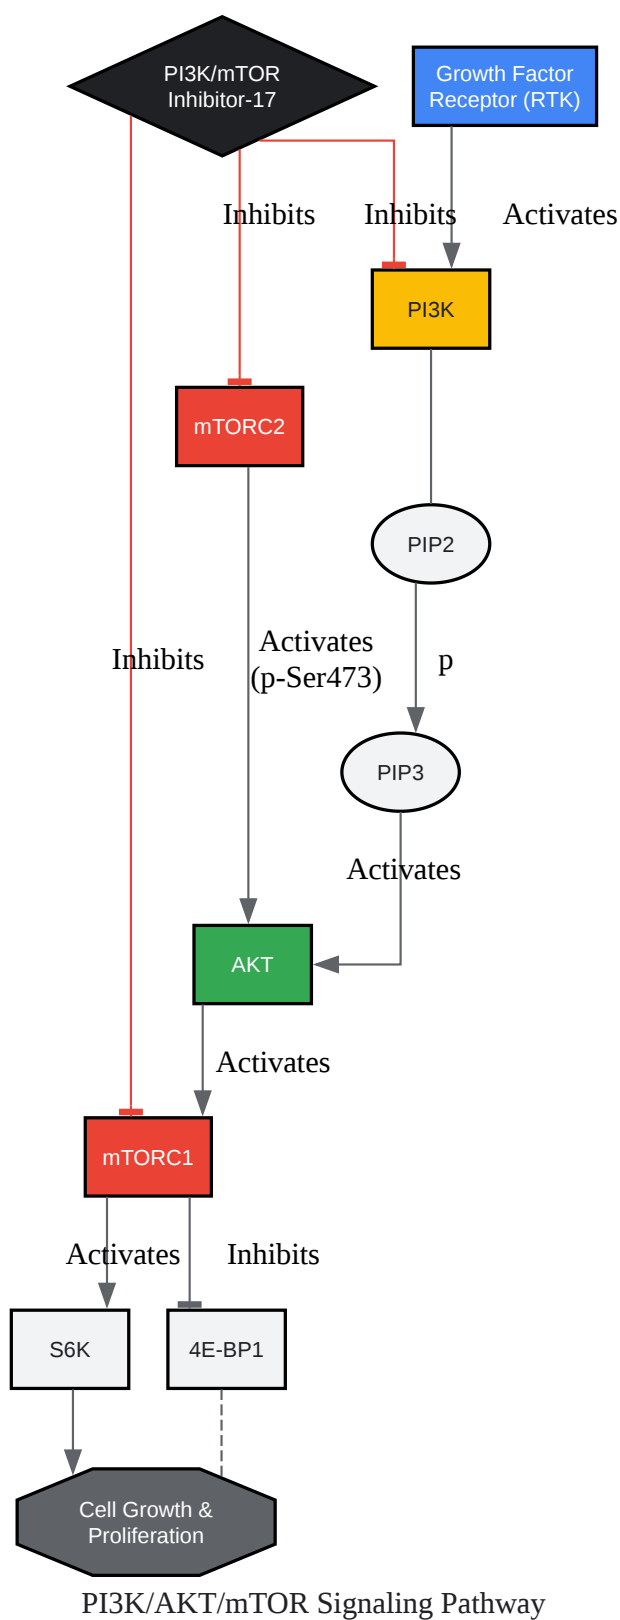 PI3K/mTOR
Inhibitor-17
Growth Factor
Receptor (RTK)
Inhibits
Inhibits
Activates
PI3K
mTORC2
PIP2
Inhibits
Activates
(p-Ser473)
p
PIP3
Activates
AKT
Activates
mTORC1
Activates
Inhibits
S6K
4E-BP1
Cell Growth &
Proliferation
PI3K/AKT/mTOR Signaling Pathway